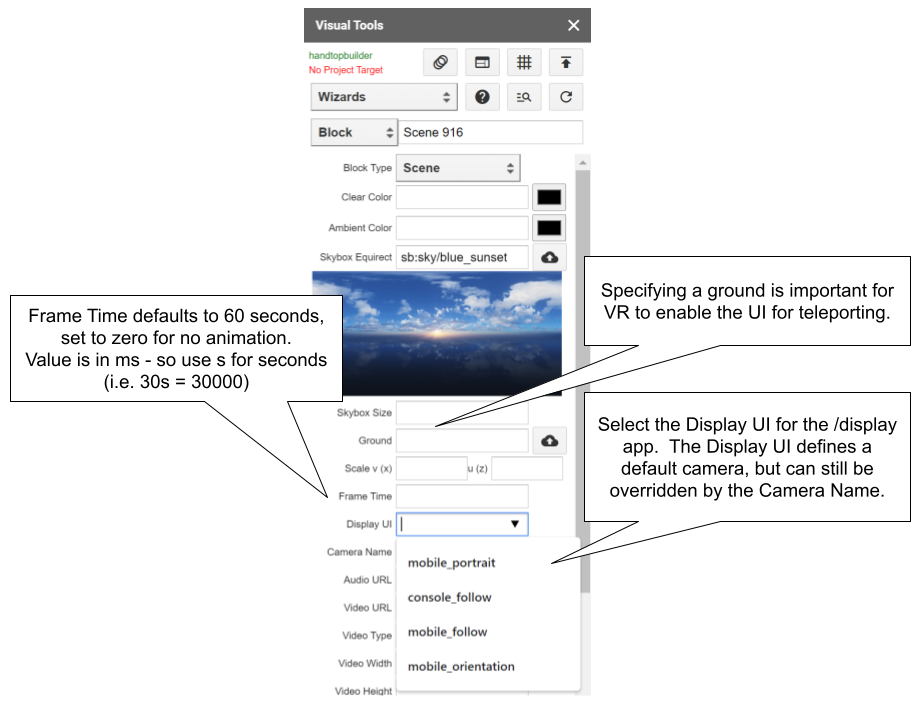 Visual Tools
handtopbuilder
No Project Target
Wizards
Block
Scene 916
Block Type
Scene
Clear Color
Ambient Color
Skybox Equirect
sb:sky/blue_sunset
Specifying a ground is important for
VR to enable the UI for teleporting.
Frame Time defaults to 60 seconds,
set to zero for no animation.
Value is in ms - so use s for seconds
(i.e. 30s = 30000)
Skybox Size
Ground
Scale v (x)
u (z)
Frame Time
Display UI
Select the Display UI for the /display
app.  The Display UI defines a
default camera, but can still be
overridden by the Camera Name.
Camera Name
Audio URL
Video URL
Video Type
Video Width
Video Height
mobile_portrait
console_follow
mobile_follow
mobile_orientation